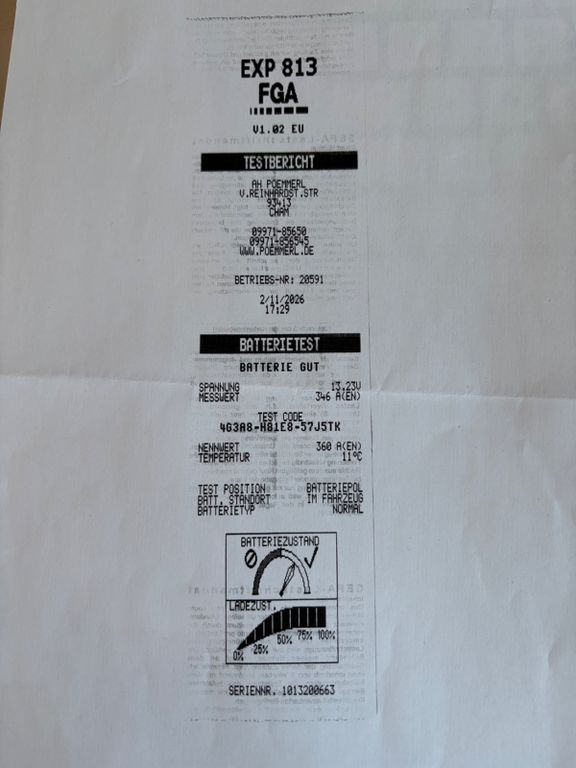 EXP 813
FGA
V1.02 EU
TESTBERICHT
AH POEMMERL
V.REINHARDST.STR
93413
CHAM
09971-85650
09971-856545
WWW.POEMMERL.DE
BETRIEBS-NR: 20591
2/11/2026
17:29
BATTERIETEST
BATTERIE GUT
SPANNUNG 13.23V
MESSWERT 346 A(EN)
TEST CODE
4G3A8-H81E8-57J5TK
NENNWERT 360 A(EN)
TEMPERATUR 11°C
TEST POSITION BATTERIEPOL
BATT. STANDORT IM FAHRZEUG
BATTERIETYP NORMAL
BATTERIEZUSTAND
LADEZUST.
0% 25% 50% 75% 100%
SERIENNR. 1013200663